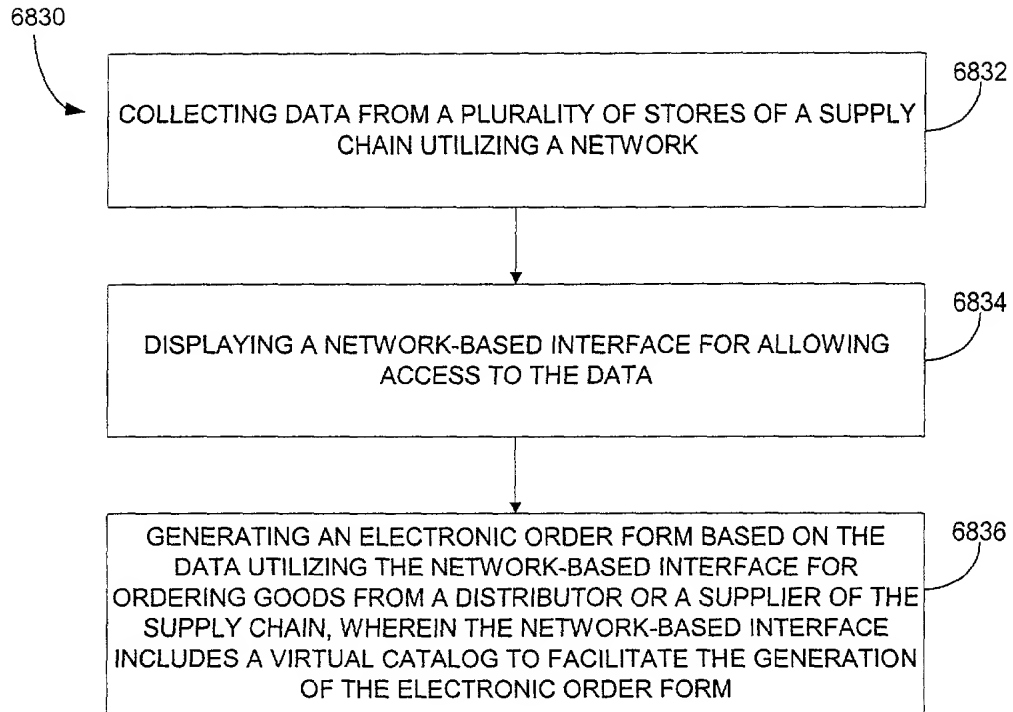 6830
6832
COLLECTING DATA FROM A PLURALITY OF STORES OF A SUPPLY
CHAIN UTILIZING A NETWORK
6834
DISPLAYING A NETWORK-BASED INTERFACE FOR ALLOWING
ACCESS TO THE DATA
6836
GENERATING AN ELECTRONIC ORDER FORM BASED ON THE
DATA UTILIZING THE NETWORK-BASED INTERFACE FOR
ORDERING GOODS FROM A DISTRIBUTOR OR A SUPPLIER OF THE
SUPPLY CHAIN, WHEREIN THE NETWORK-BASED INTERFACE
INCLUDES A VIRTUAL CATALOG TO FACILITATE THE GENERATION
OF THE ELECTRONIC ORDER FORM